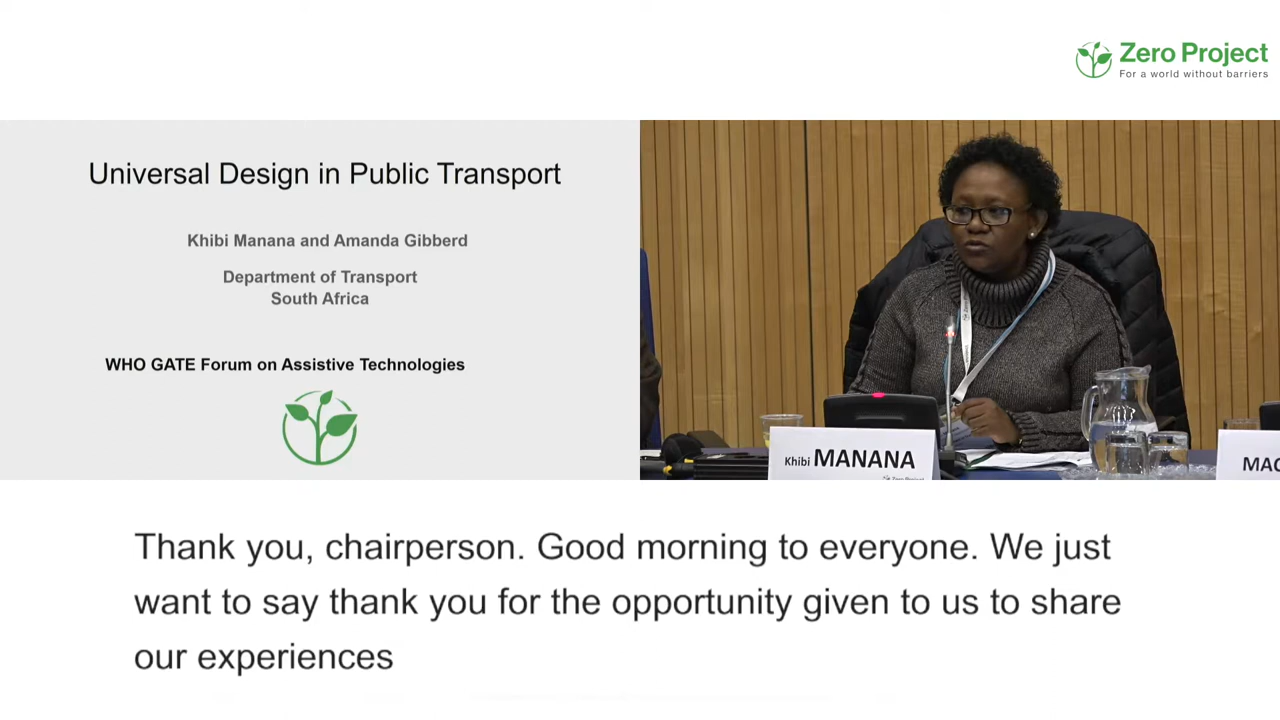 Zero Project
For a world without barriers
Universal Design in Public Transport
Khibi Manana and Amanda Gibberd
Department of Transport
South Africa
WHO GATE Forum on Assistive Technologies
Khibi MANANA
Zero Project
MAC
Thank you, chairperson. Good morning to everyone. We just
want to say thank you for the opportunity given to us to share
our experiences